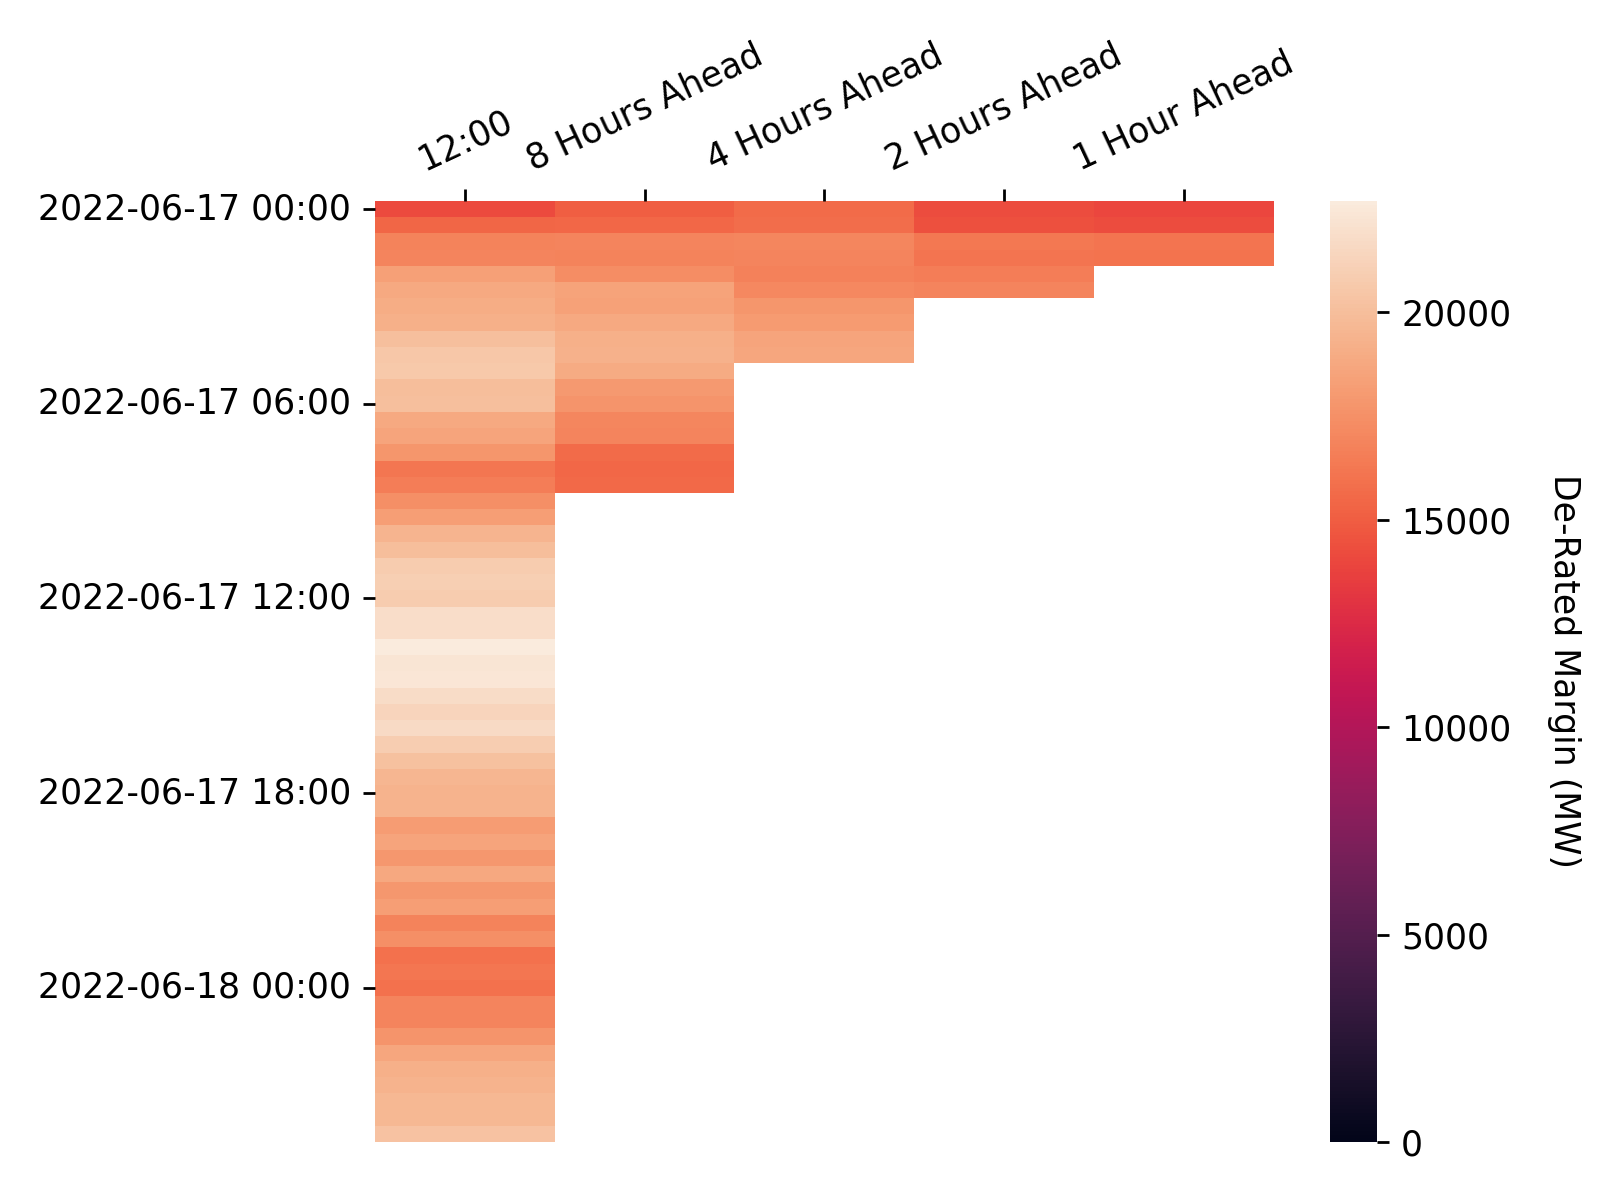 12:00
8 Hours Ahead
4 Hours Ahead
2 Hours Ahead
1 Hour Ahead
2022-06-17 00:00
2022-06-17 06:00
2022-06-17 12:00
2022-06-17 18:00
2022-06-18 00:00
20000
15000
10000
5000
0
De-Rated Margin (MW)